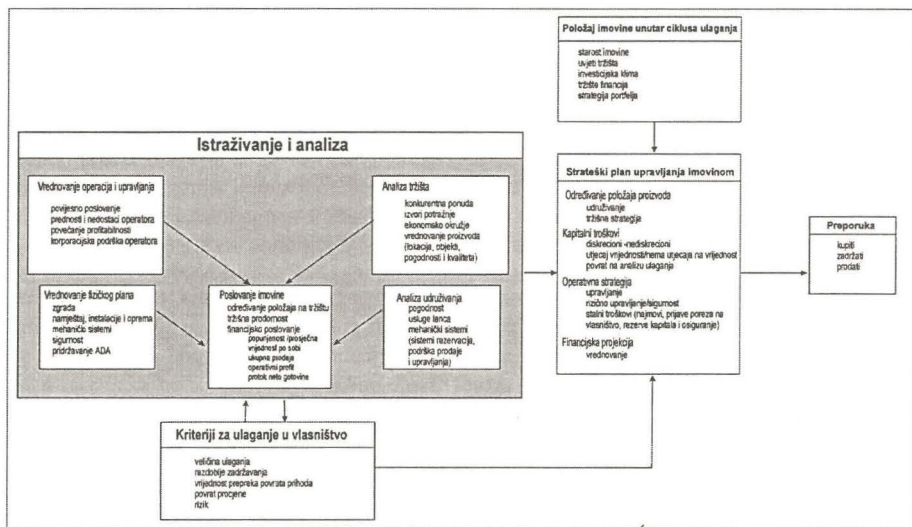 Položaj imovine unutar ciklusa ulaganja
starost imovine
uvjeti tržišta
investicijska klima
tržište financija
strategija portfelja
Istraživanje i analiza
Vrednovanje operacija i upravljanja
povijesno poslovanje
prednosti i nedostaci operatora
povećanje profitabilnosti
korporacijska podrška operatora
Analiza tržišta
konkurentna ponuda
izvori potražnje
ekonomsko okružje
vrednovanje proizvoda
(lokacija, objekti,
pogodnosti i kvaliteta)
Vrednovanje fizičkog plana
zgrada
namještaj, instalacije i oprema
mehanički sistemi
sigurnost
pridržavanje ADA
Poslovanje imovine
određivanje položaja na tržištu
tržišna prodornost
financijsko poslovanje
popunjenost /prosječna
vrijednost po sobi
ukupna prodaja
operativni profit
protok neto gotovine
Analiza udruživanja
pogodnost
usluge lanca
mehanički sistemi
(sistemi rezervacija,
podrška prodaje
i upravljanja)
Strateški plan upravljanja imovinom
Određivanje položaja proizvoda
udruživanje
tržišna strategija
Kapitalni troškovi
diskrecioni -nediskrecioni
utjecaj vrijednosti/nema utjecaja na vrijednost
povrat na analizu ulaganja
Operativna strategija
upravljanje
rizično upravljanje/sigurnost
stalni troškovi (najmovi, prijave poreza na
vlasništvo, rezerve kapitala i osiguranje)
Financijska projekcija
vrednovanje
Preporuka
kupiti
zadržati
prodati
Kriteriji za ulaganje u vlasništvo
veličina ulaganja
razdoblje zadržavanja
vrijednost prepreka povrata prihoda
povrat procjene
rizik